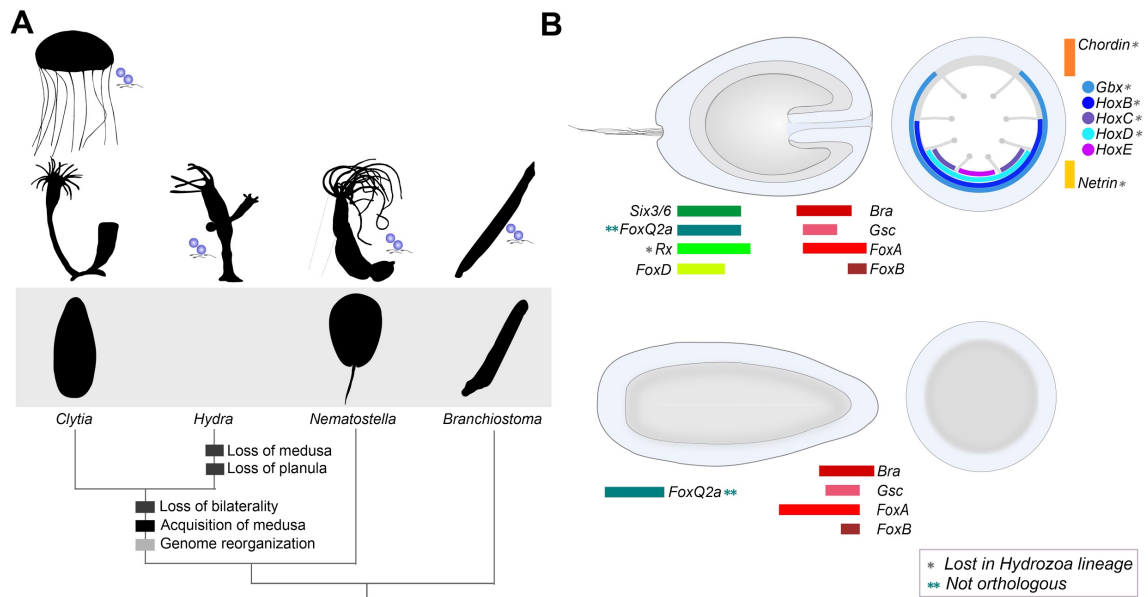 A
B
Clytia
Hydra
Nematostella
Branchiostoma
Loss of medusa
Loss of planula
Loss of bilaterality
Acquisition of medusa
Genome reorganization
Chordin*
Gbx*
HoxB*
HoxC*
HoxD*
HoxE
Netrin*
Six3/6
**FoxQ2a
*Rx
FoxD
Bra
Gsc
FoxA
FoxB
FoxQ2a**
Bra
Gsc
FoxA
FoxB
* Lost in Hydrozoa lineage
** Not orthologous